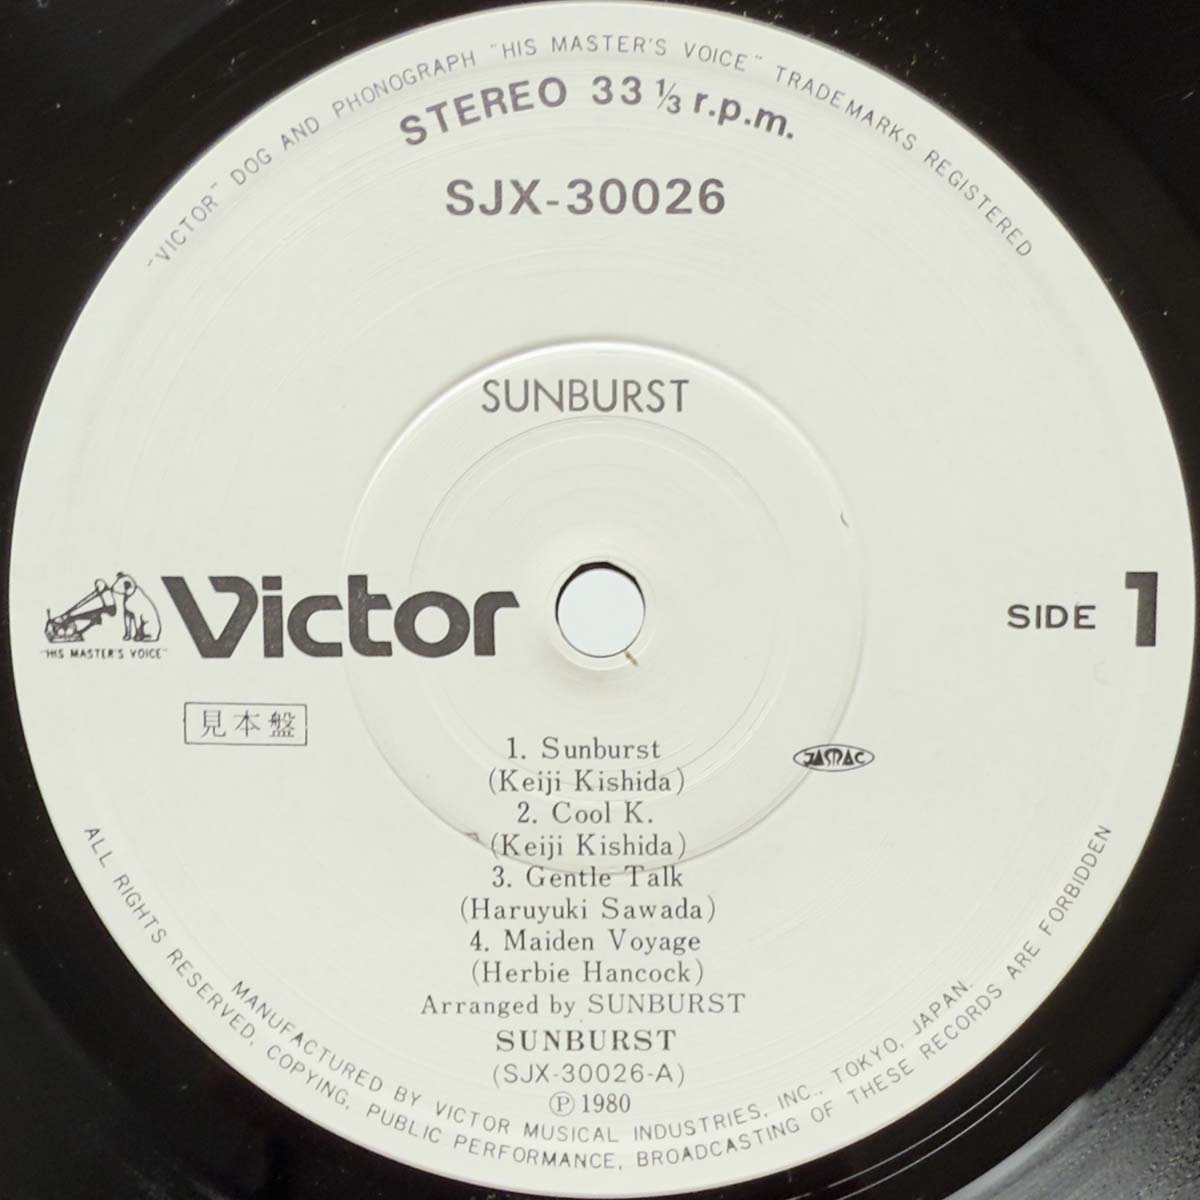 "VICTOR" DOG AND PHONOGRAPH "HIS MASTER'S VOICE" TRADEMARKS REGISTERED
STEREO 33 1/3 r.p.m.
SJX-30026
SUNBURST
Victor
"HIS MASTER'S VOICE"
SIDE 1
見本盤
JASRAC
1. Sunburst
(Keiji Kishida)
2. Cool K.
(Keiji Kishida)
3. Gentle Talk
(Haruyuki Sawada)
4. Maiden Voyage
(Herbie Hancock)
Arranged by SUNBURST
SUNBURST
(SJX-30026-A)
Ⓟ1980
MANUFACTURED BY VICTOR MUSICAL INDUSTRIES, INC., TOKYO, JAPAN.
ALL RIGHTS RESERVED, COPYING, PUBLIC PERFORMANCE, BROADCASTING OF THESE RECORDS ARE FORBIDDEN